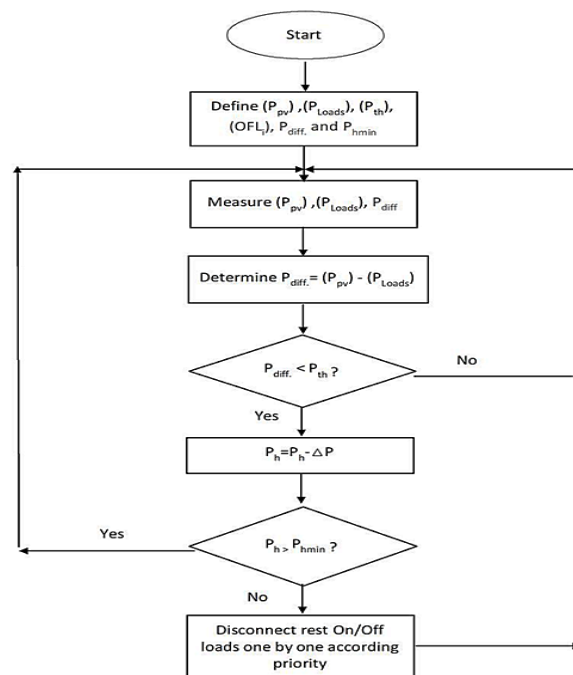 Start
Define (Ppv) ,(PLoads), (Pth),
(OFLi), Pdiff. and Phmin
Measure (Ppv) ,(PLoads), Pdiff
Determine Pdiff.= (Ppv) - (PLoads)
Pdiff. < Pth ?
No
Yes
Ph=Ph-△P
Yes
Ph > Phmin ?
No
Disconnect rest On/Off
loads one by one according
priority